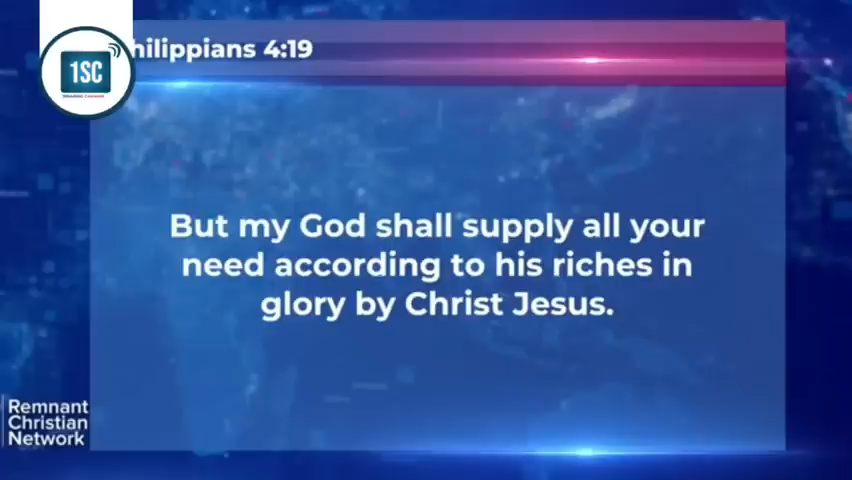 1SC
hilippians 4:19
But my God shall supply all your
need according to his riches in
glory by Christ Jesus.
Remnant
Christian
Network